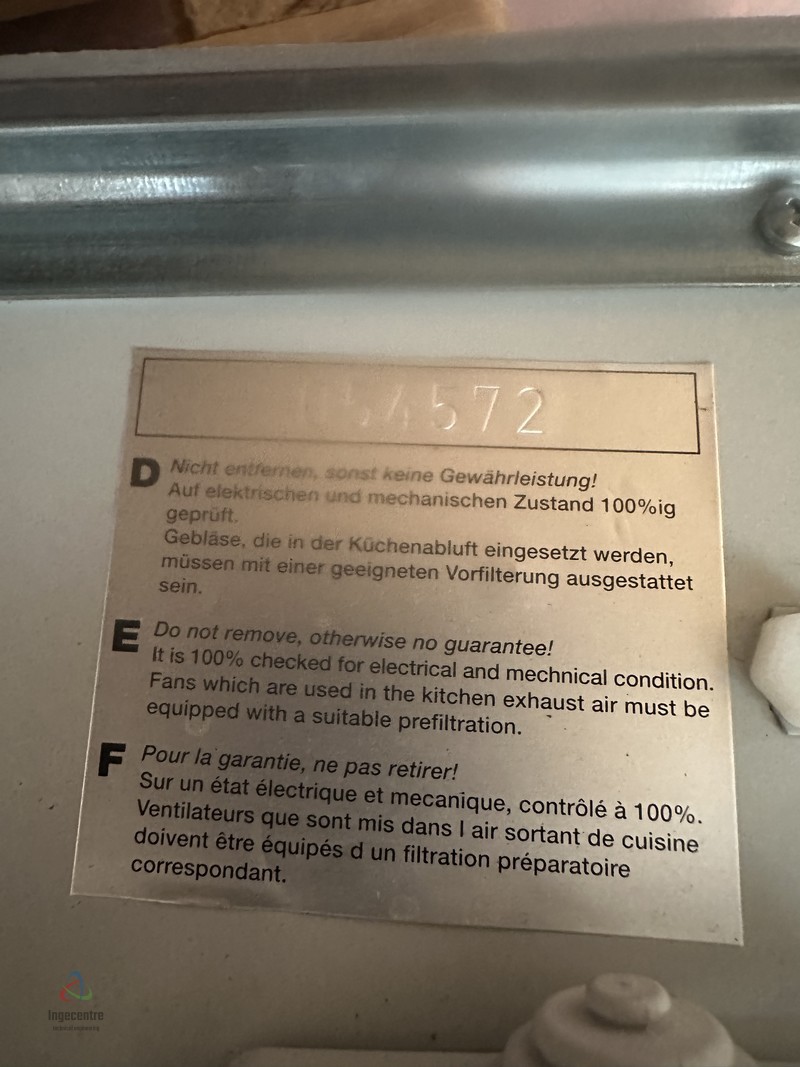 054572
D Nicht entfernen, sonst keine Gewährleistung!
Auf elektrischen und mechanischen Zustand 100%ig
geprüft.
Gebläse, die in der Küchenabluft eingesetzt werden,
müssen mit einer geeigneten Vorfilterung ausgestattet
sein.
E Do not remove, otherwise no guarantee!
It is 100% checked for electrical and mechnical condition.
Fans which are used in the kitchen exhaust air must be
equipped with a suitable prefiltration.
F Pour la garantie, ne pas retirer!
Sur un état électrique et mecanique, contrôlé à 100%.
Ventilateurs que sont mis dans l air sortant de cuisine
doivent être équipés d un filtration préparatoire
correspondant.
Ingecentre